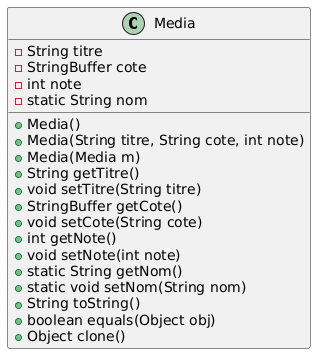 C Media
String titre
StringBuffer cote
int note
static String nom
Media()
Media(String titre, String cote, int note)
Media(Media m)
String getTitre()
void setTitre(String titre)
StringBuffer getCote()
void setCote(String cote)
int getNote()
void setNote(int note)
static String getNom()
static void setNom(String nom)
String toString()
boolean equals(Object obj)
Object clone()